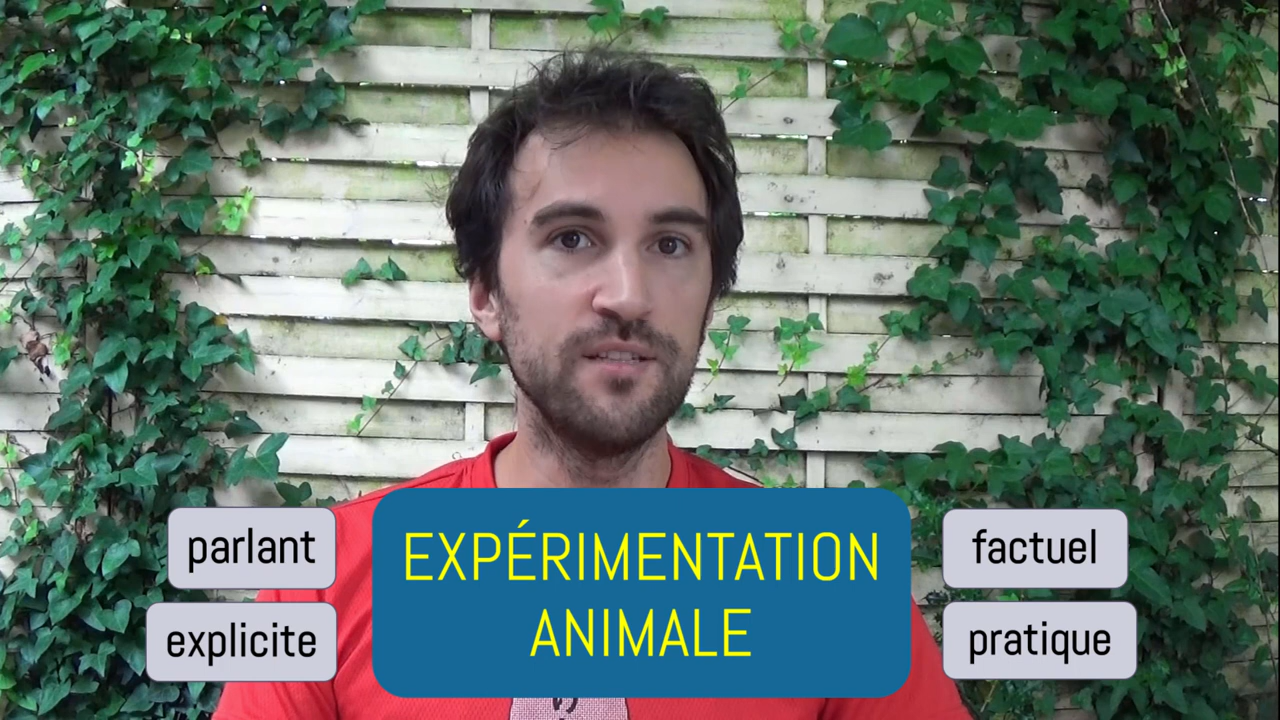 parlant
explicite
EXPÉRIMENTATION
ANIMALE
factuel
pratique